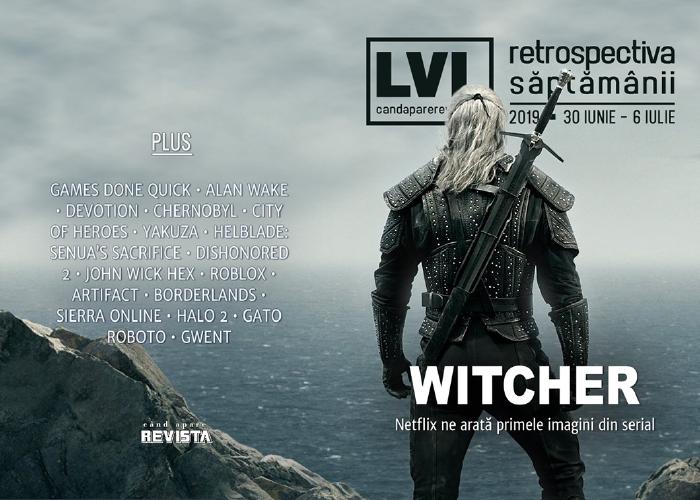 LVI
retrospectiva
săptămânii
2019
30 IUNIE - 6 IULIE
PLUS
GAMES DONE QUICK • ALAN WAKE
• DEVOTION • CHERNOBYL • CITY
OF HEROES • YAKUZA • HELBLADE:
SENUA'S SACRIFICE • DISHONORED
2 • JOHN WICK HEX • ROBLOX •
ARTIFACT • BORDERLANDS •
SIERRA ONLINE • HALO 2 • GATO
ROBOTO • GWENT
WITCHER
Netflix ne arată primele imagini din serial
când apare
REVISTA